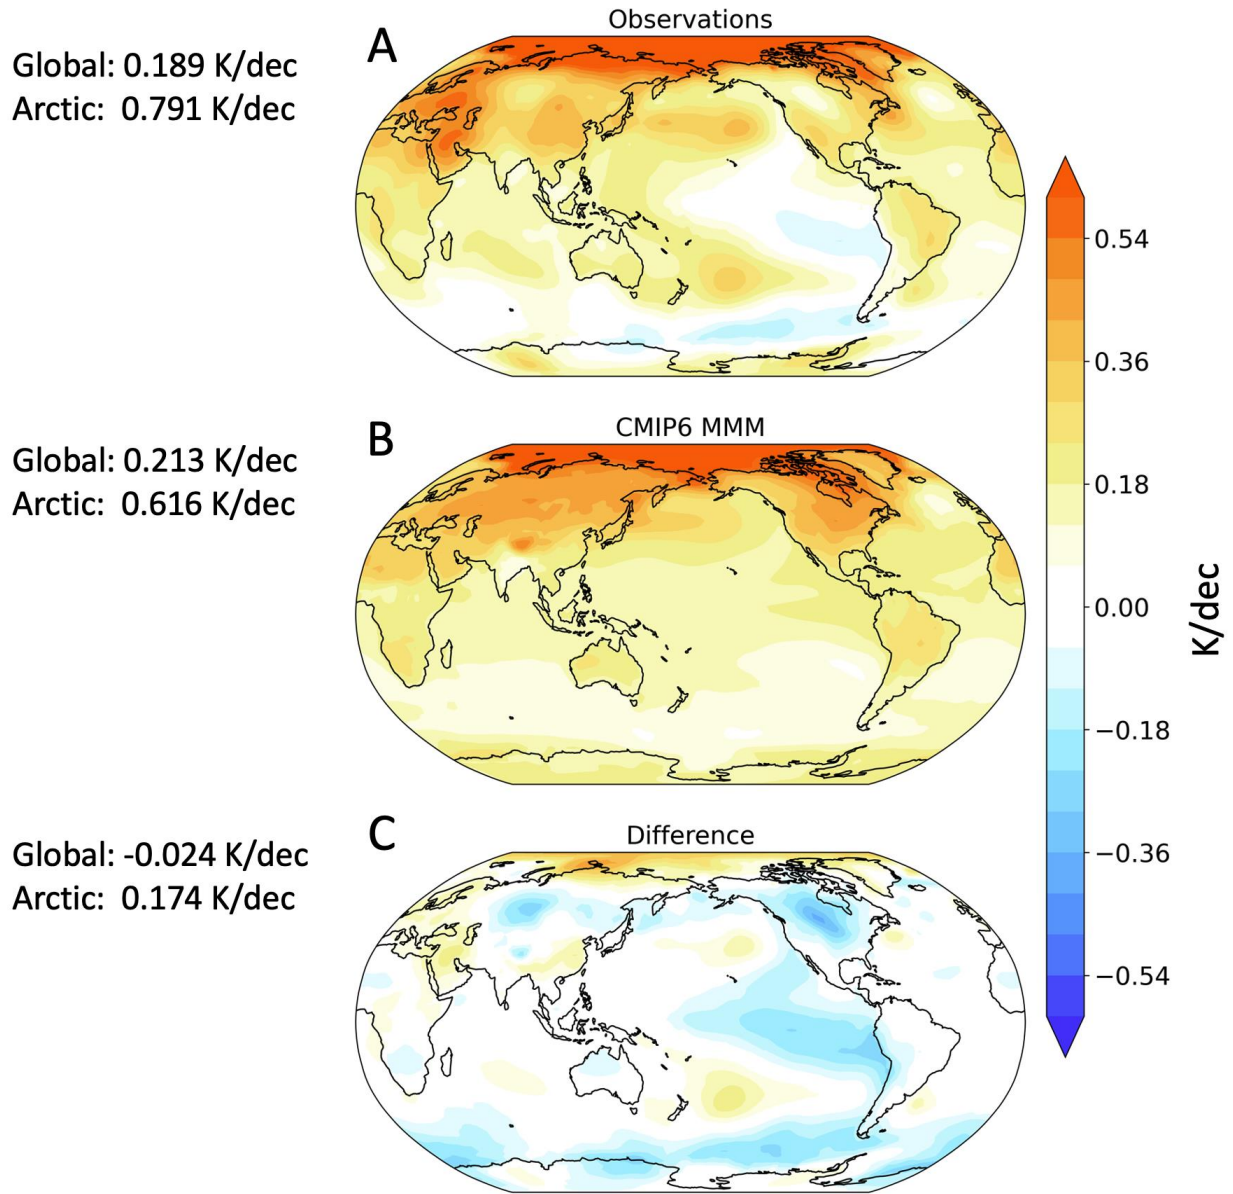 Observations
A
Global: 0.189 K/dec
Arctic: 0.791 K/dec
CMIP6 MMM
B
Global: 0.213 K/dec
Arctic: 0.616 K/dec
Difference
C
Global: -0.024 K/dec
Arctic: 0.174 K/dec
0.54
0.36
0.18
0.00
−0.18
−0.36
−0.54
K/dec